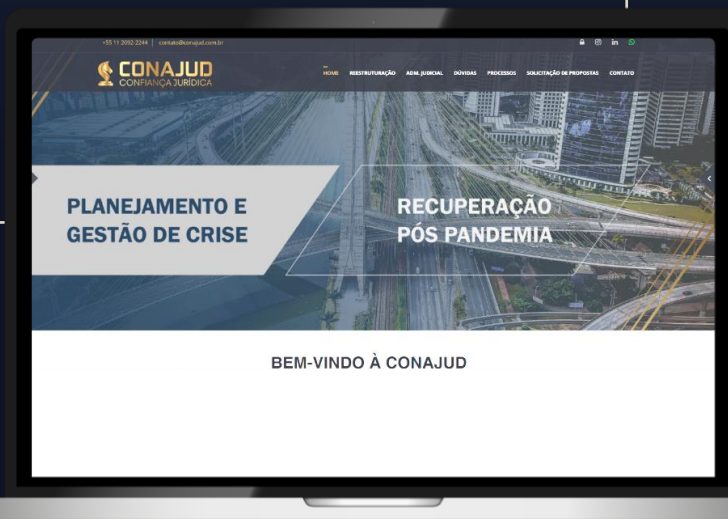 +55 11 2092-2244 | contato@conajud.com.br
CONAJUD
CONFIANÇA JURÍDICA
HOME REESTRUTURAÇÃO ADM. JUDICIAL DÚVIDAS PROCESSOS SOLICITAÇÃO DE PROPOSTAS CONTATO
PLANEJAMENTO E
GESTÃO DE CRISE
RECUPERAÇÃO
PÓS PANDEMIA
BEM-VINDO À CONAJUD